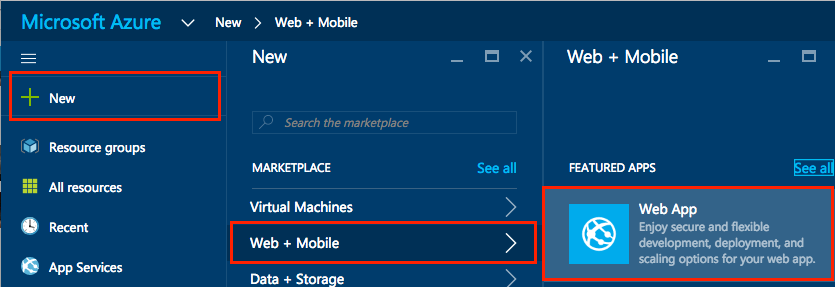 Microsoft Azure New > Web + Mobile
New
Resource groups
All resources
Recent
App Services
New
Search the marketplace
MARKETPLACE See all
Virtual Machines
Web + Mobile
Data + Storage
Web + Mobile
FEATURED APPS See all
Web App
Enjoy secure and flexible
development, deployment, and
scaling options for your web app.